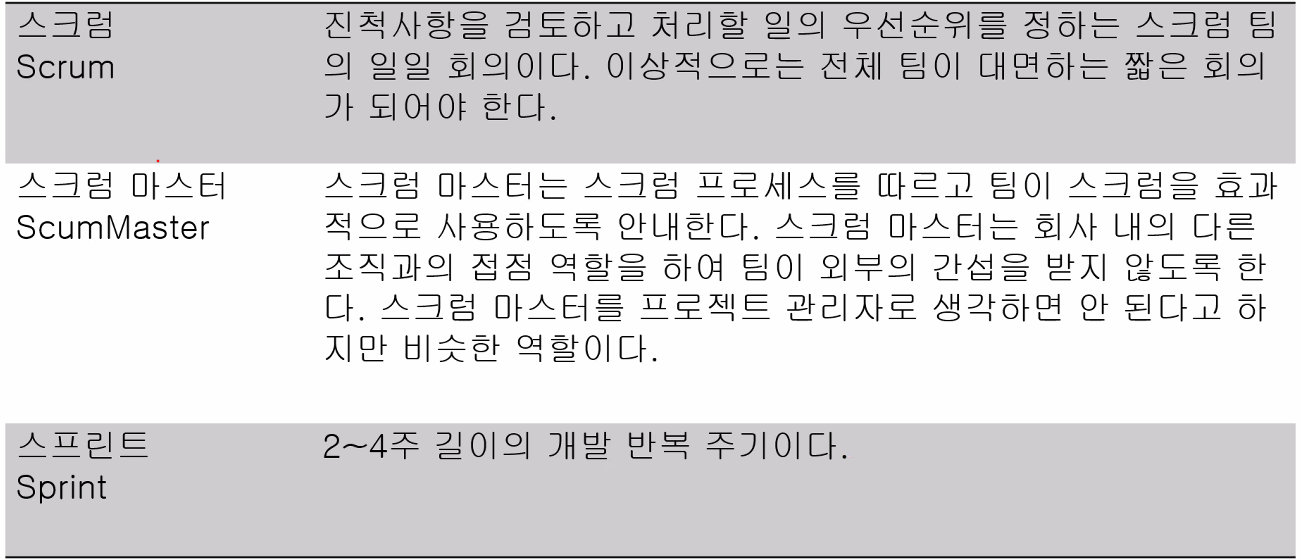 스크럼
Scrum
진척사항을 검토하고 처리할 일의 우선순위를 정하는 스크럼 팀
의 일일 회의이다. 이상적으로는 전체 팀이 대면하는 짧은 회의
가 되어야 한다.
스크럼 마스터
ScumMaster
스크럼 마스터는 스크럼 프로세스를 따르고 팀이 스크럼을 효과
적으로 사용하도록 안내한다. 스크럼 마스터는 회사 내의 다른
조직과의 접점 역할을 하여 팀이 외부의 간섭을 받지 않도록 한
다. 스크럼 마스터를 프로젝트 관리자로 생각하면 안 된다고 하
지만 비슷한 역할이다.
스프린트
Sprint
2~4주 길이의 개발 반복 주기이다.